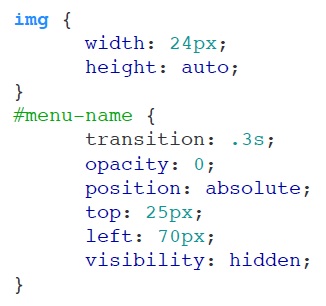 img {
width: 24px;
height: auto;
}
#menu-name {
transition: .3s;
opacity: 0;
position: absolute;
top: 25px;
left: 70px;
visibility: hidden;
}